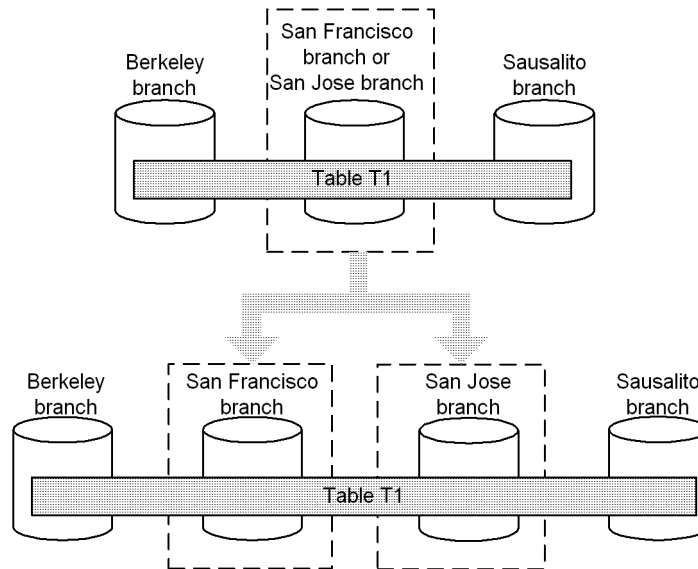 San Francisco
branch or
San Jose branch
Berkeley
branch
Sausalito
branch
Table T1
Berkeley
branch
San Francisco
branch
San Jose
branch
Sausalito
branch
Table T1